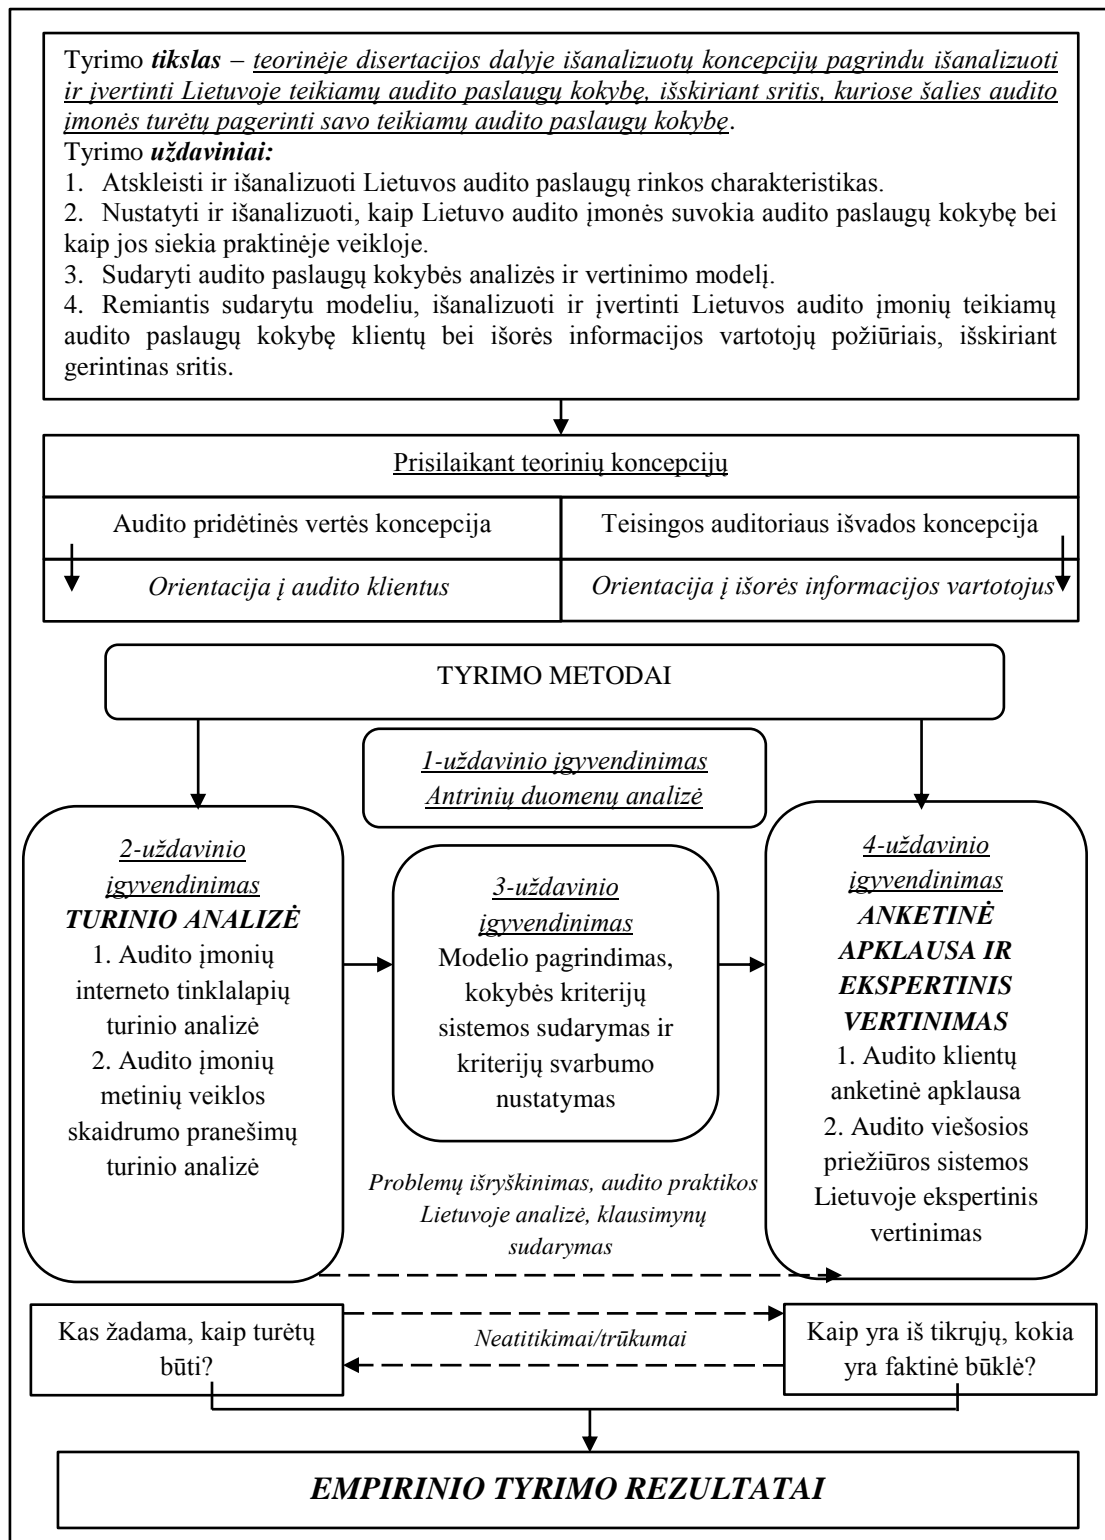 Tyrimo tikslas – teorinėje disertacijos dalyje išanalizuotų koncepcijų pagrindu išanalizuoti
ir įvertinti Lietuvoje teikiamų audito paslaugų kokybę, išskiriant sritis, kuriose šalies audito
įmonės turėtų pagerinti savo teikiamų audito paslaugų kokybę.
Tyrimo uždaviniai:
1. Atskleisti ir išanalizuoti Lietuvos audito paslaugų rinkos charakteristikas.
2. Nustatyti ir išanalizuoti, kaip Lietuvo audito įmonės suvokia audito paslaugų kokybę bei
kaip jos siekia praktinėje veikloje.
3. Sudaryti audito paslaugų kokybės analizės ir vertinimo modelį.
4. Remiantis sudarytu modeliu, išanalizuoti ir įvertinti Lietuvos audito įmonių teikiamų
audito paslaugų kokybę klientų bei išorės informacijos vartotojų požiūriais, išskiriant
gerintinas sritis.
Prisilaikant teorinių koncepcijų
Audito pridėtinės vertės koncepcija
Teisingos auditoriaus išvados koncepcija
Orientacija į audito klientus
Orientacija į išorės informacijos vartotojus
TYRIMO METODAI
1-uždavinio įgyvendinimas
Antrinių duomenų analizė
2-uždavinio
įgyvendinimas
TURINIO ANALIZĖ
1. Audito įmonių
interneto tinklalapių
turinio analizė
2. Audito įmonių
metinių veiklos
skaidrumo pranešimų
turinio analizė
3-uždavinio
įgyvendinimas
Modelio pagrindimas,
kokybės kriterijų
sistemos sudarymas ir
kriterijų svarbumo
nustatymas
4-uždavinio
įgyvendinimas
ANKETINĖ
APKLAUSA IR
EKSPERTINIS
VERTINIMAS
1. Audito klientų
anketinė apklausa
2. Audito viešosios
priežiūros sistemos
Lietuvoje ekspertinis
vertinimas
Problemų išryškinimas, audito praktikos
Lietuvoje analizė, klausimynų
sudarymas
Kas žadama, kaip turėtų
būti?
Neatitikimai/trūkumai
Kaip yra iš tikrųjų, kokia
yra faktinė būklė?
EMPIRINIO TYRIMO REZULTATAI